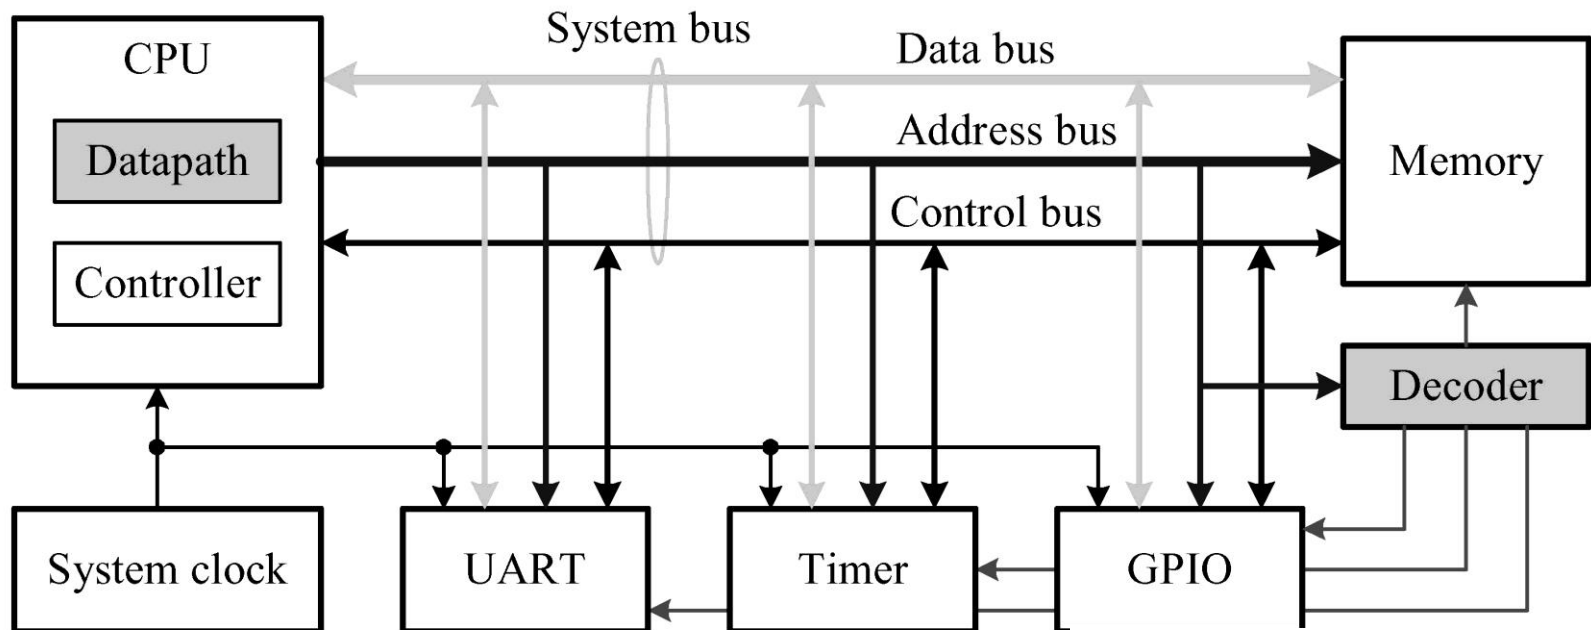 System bus
CPU
Data bus
Datapath
Address bus
Memory
Control bus
Controller
Decoder
System clock
UART
Timer
GPIO